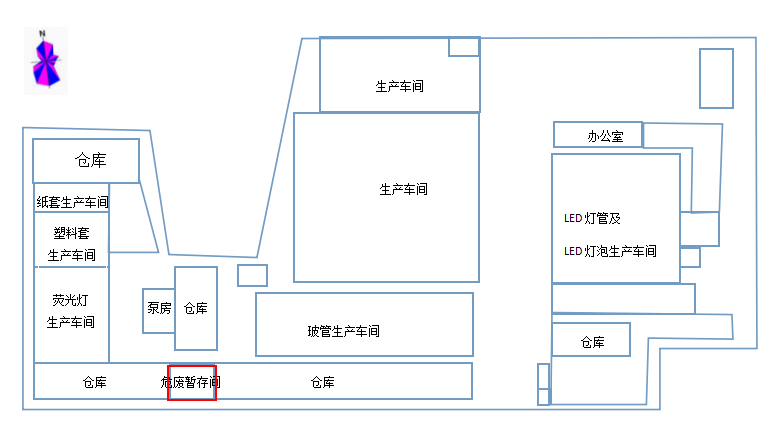 N
生产车间
办公室
仓库
生产车间
纸套生产车间
LED 灯管及
塑料套
生产车间
LED 灯泡生产车间
荧光灯
生产车间
泵房
仓库
玻管生产车间
仓库
仓库
危废暂存间
仓库